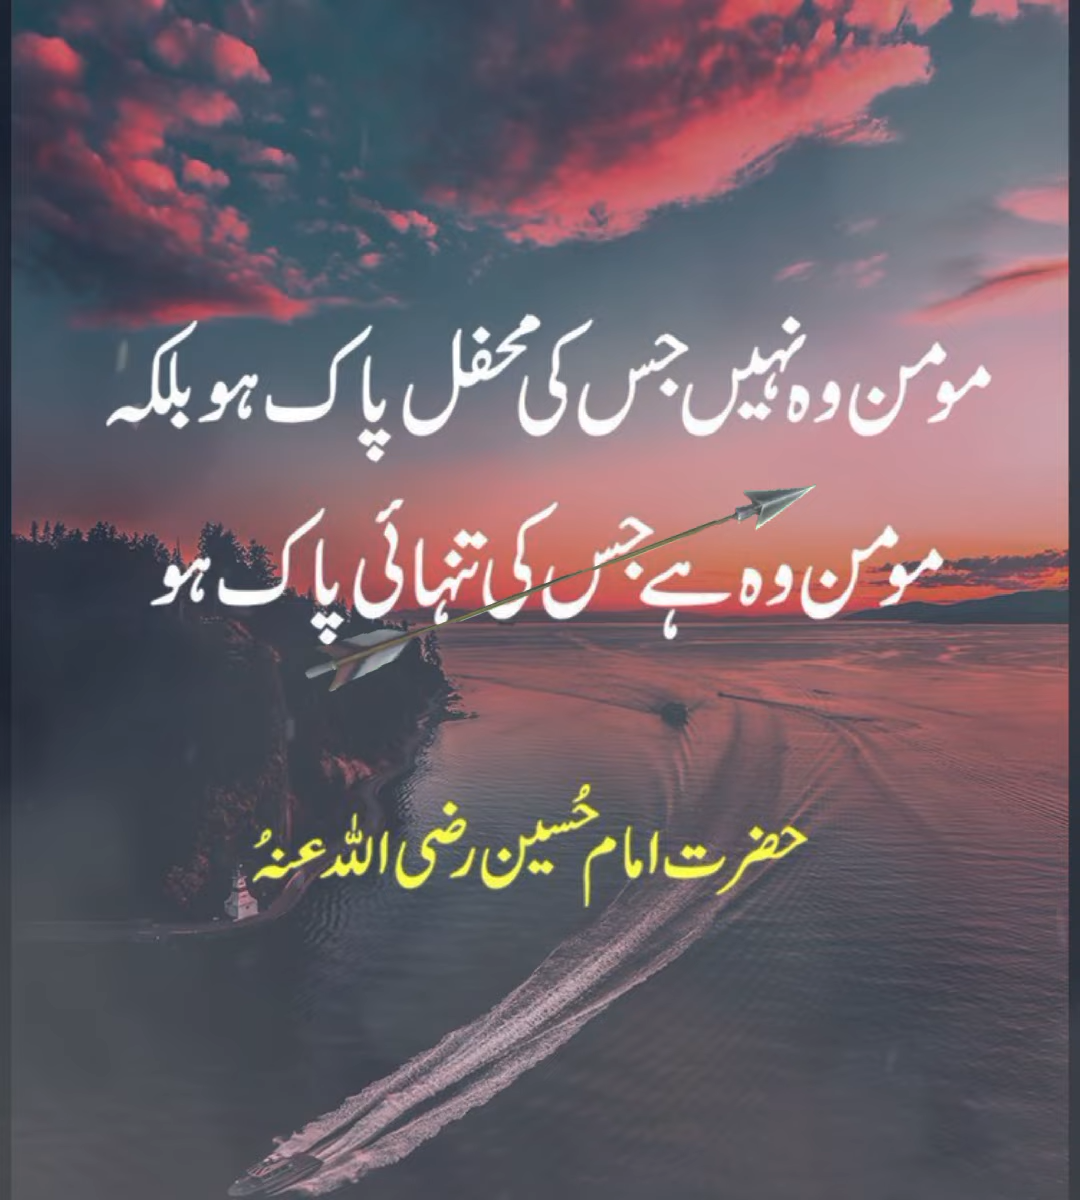 مومن وہ نہیں جس کی محفل پاک ہو بلکہ
مومن وہ ہے جس کی تنہائی پاک ہو
حضرت امام حُسین رضی اللہ عنہُ